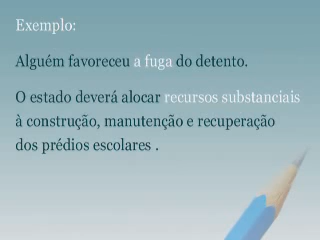 Exemplo:
Alguém favoreceu a fuga do detento.
O estado deverá alocar recursos substanciais
à construção, manutenção e recuperação
dos prédios escolares .